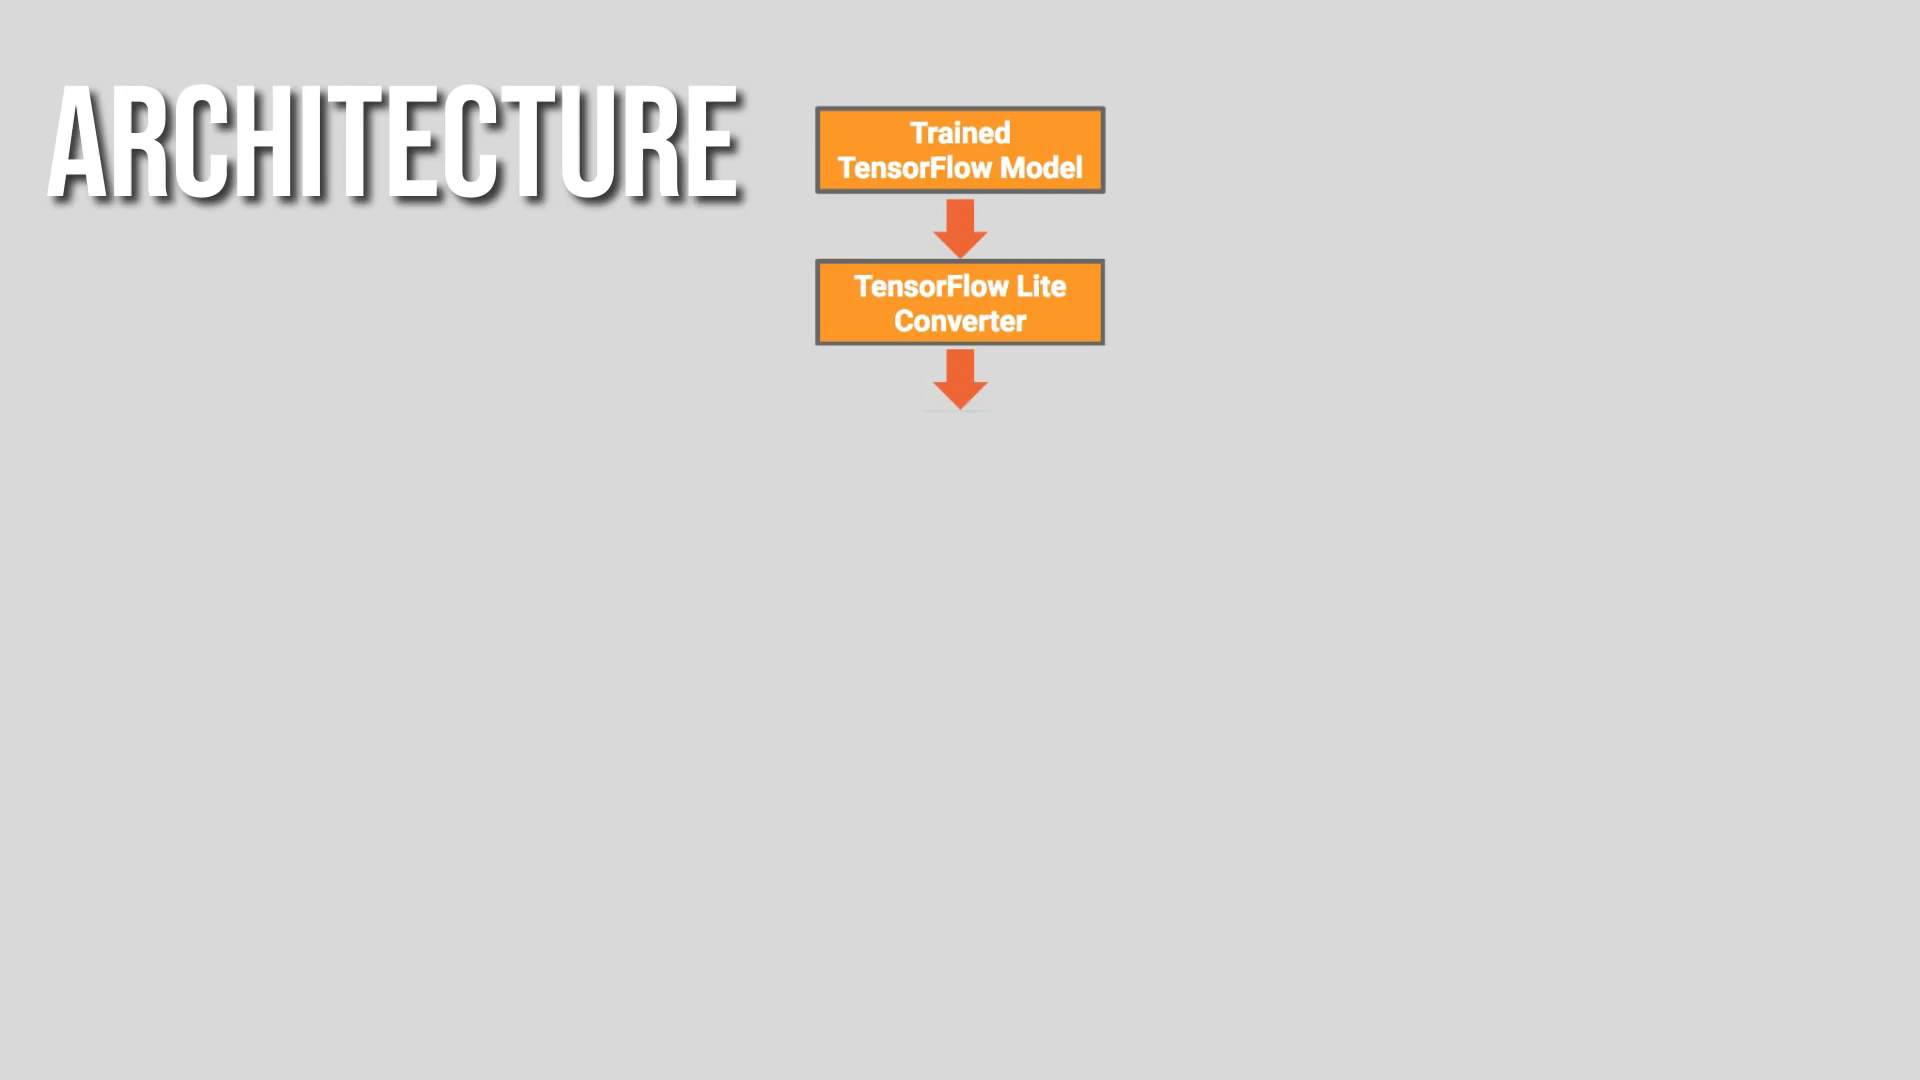 ARCHITECTURE
Trained
TensorFlow Model
TensorFlow Lite
Converter